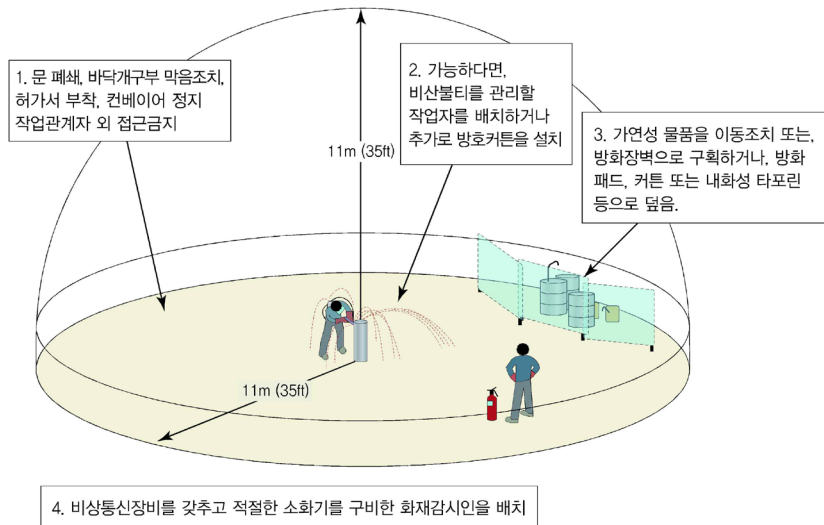 1. 문 폐쇄, 바닥개구부 막음조치,
허가서 부착, 컨베이어 정지
작업관계자 외 접근금지
2. 가능하다면,
비산불티를 관리할
작업자를 배치하거나
추가로 방호커튼을 설치
3. 가연성 물품을 이동조치 또는,
방화장벽으로 구획하거나, 방화
패드, 커튼 또는 내화성 타포린
등으로 덮음.
11m (35ft)
11m (35ft)
4. 비상통신장비를 갖추고 적절한 소화기를 구비한 화재감시인을 배치